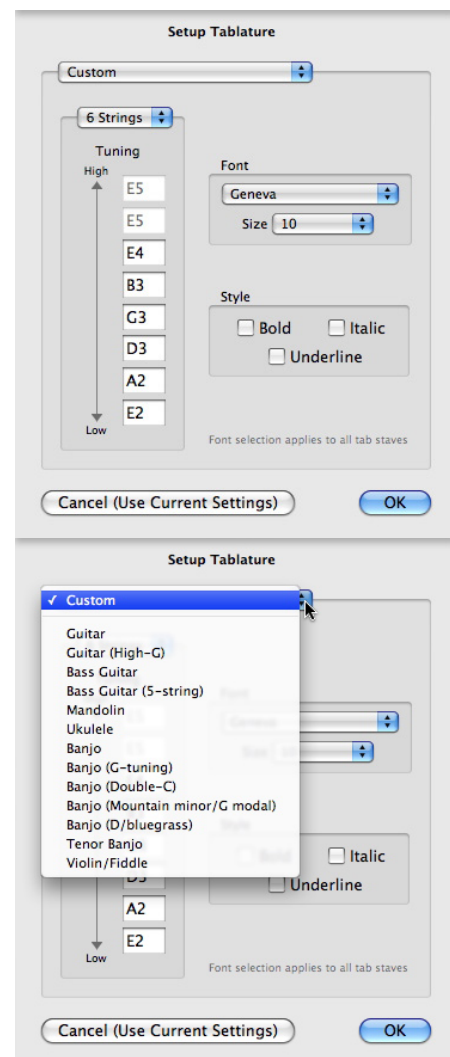 Setup Tablature
Custom
6 Strings
Tuning
High
Font
E5
Geneva
E5
Size 10
E4
B3
Style
G3
Bold Italic
D3
Underline
A2
E2
Low
Font selection applies to all tab staves
Cancel (Use Current Settings) OK
Setup Tablature
✓ Custom
Guitar
Guitar (High-G)
Bass Guitar
Bass Guitar (5-string)
Mandolin
Ukulele
Banjo
Banjo (G-tuning)
Banjo (Double-C)
Banjo (Mountain minor/G modal)
Banjo (D/bluegrass)
Tenor Banjo
Violin/Fiddle
Italic
D3
Underline
A2
E2
Low
Font selection applies to all tab staves
Cancel (Use Current Settings) OK